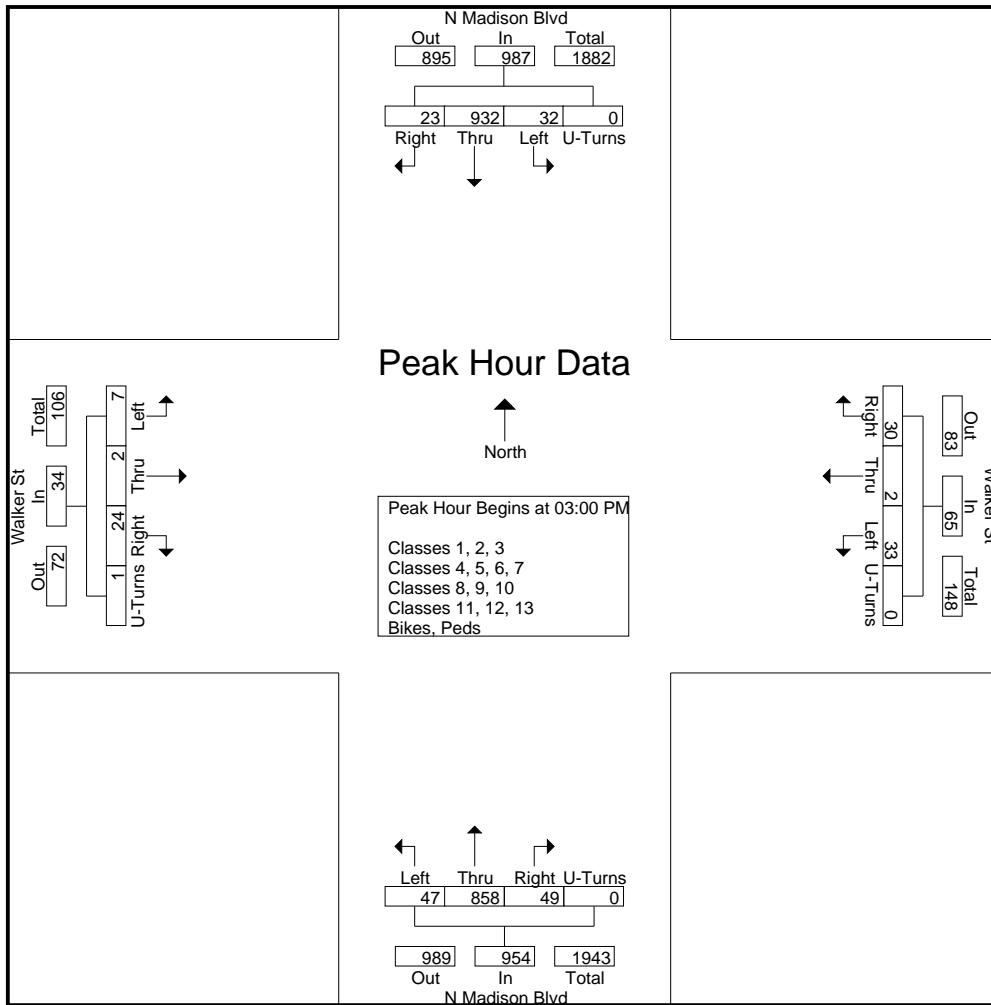 N Madison Blvd
Out In Total
895 987 1882
23 932 32 0
Right Thru Left U-Turns
Peak Hour Data
North
Peak Hour Begins at 03:00 PM
Classes 1, 2, 3
Classes 4, 5, 6, 7
Classes 8, 9, 10
Classes 11, 12, 13
Bikes, Peds
Walker St
Out In Total
72 34 106
1 24 2 7
U-Turns Right Thru Left
Walker St
Out In Total
83 65 148
30 2 33 0
Right Thru Left U-Turns
Left Thru Right U-Turns
47 858 49 0
989 954 1943
Out In Total
N Madison Blvd